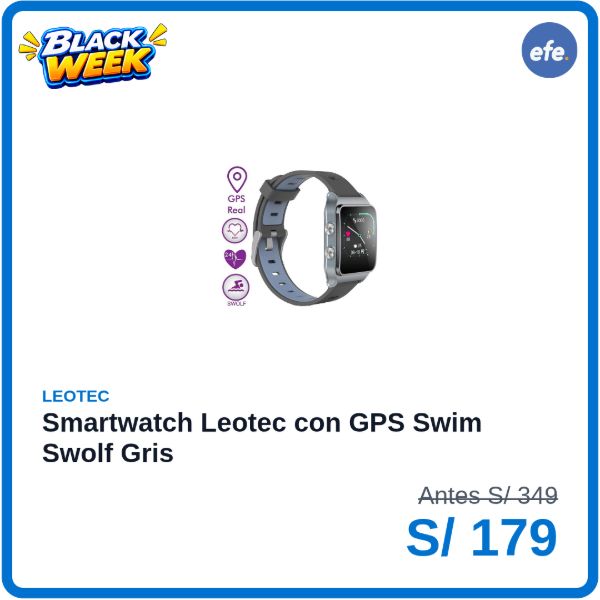 BLACK
WEEK
efe.
GPS
Real
24H
SWOLF
LEOTEC
Smartwatch Leotec con GPS Swim
Swolf Gris
Antes S/ 349
S/ 179